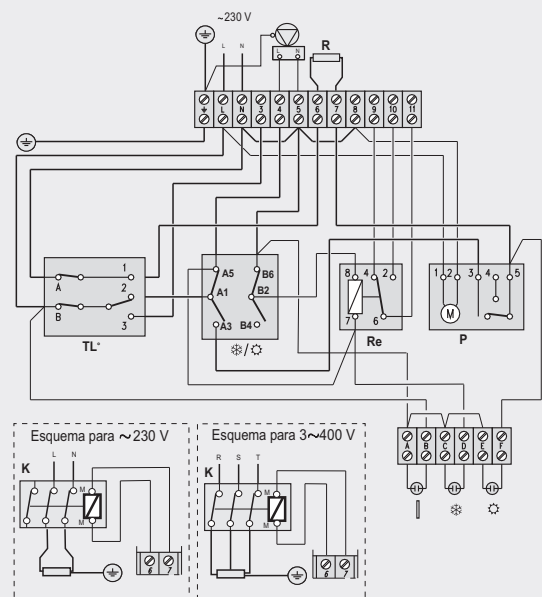 ~230 V
L N
L N
R
L N 3 4 5 6 7 8 9 10 11
A B 1 2 3
TL°
A5 B6
A1 B2
A3 B4
/
8 4 2
7 6
Re
1 2 3 4 5
M
P
A B C D E F
Esquema para ~ 230 V
L N
K
M
M
6 7
Esquema para 3~400 V
R S T
K
M
M
6 7